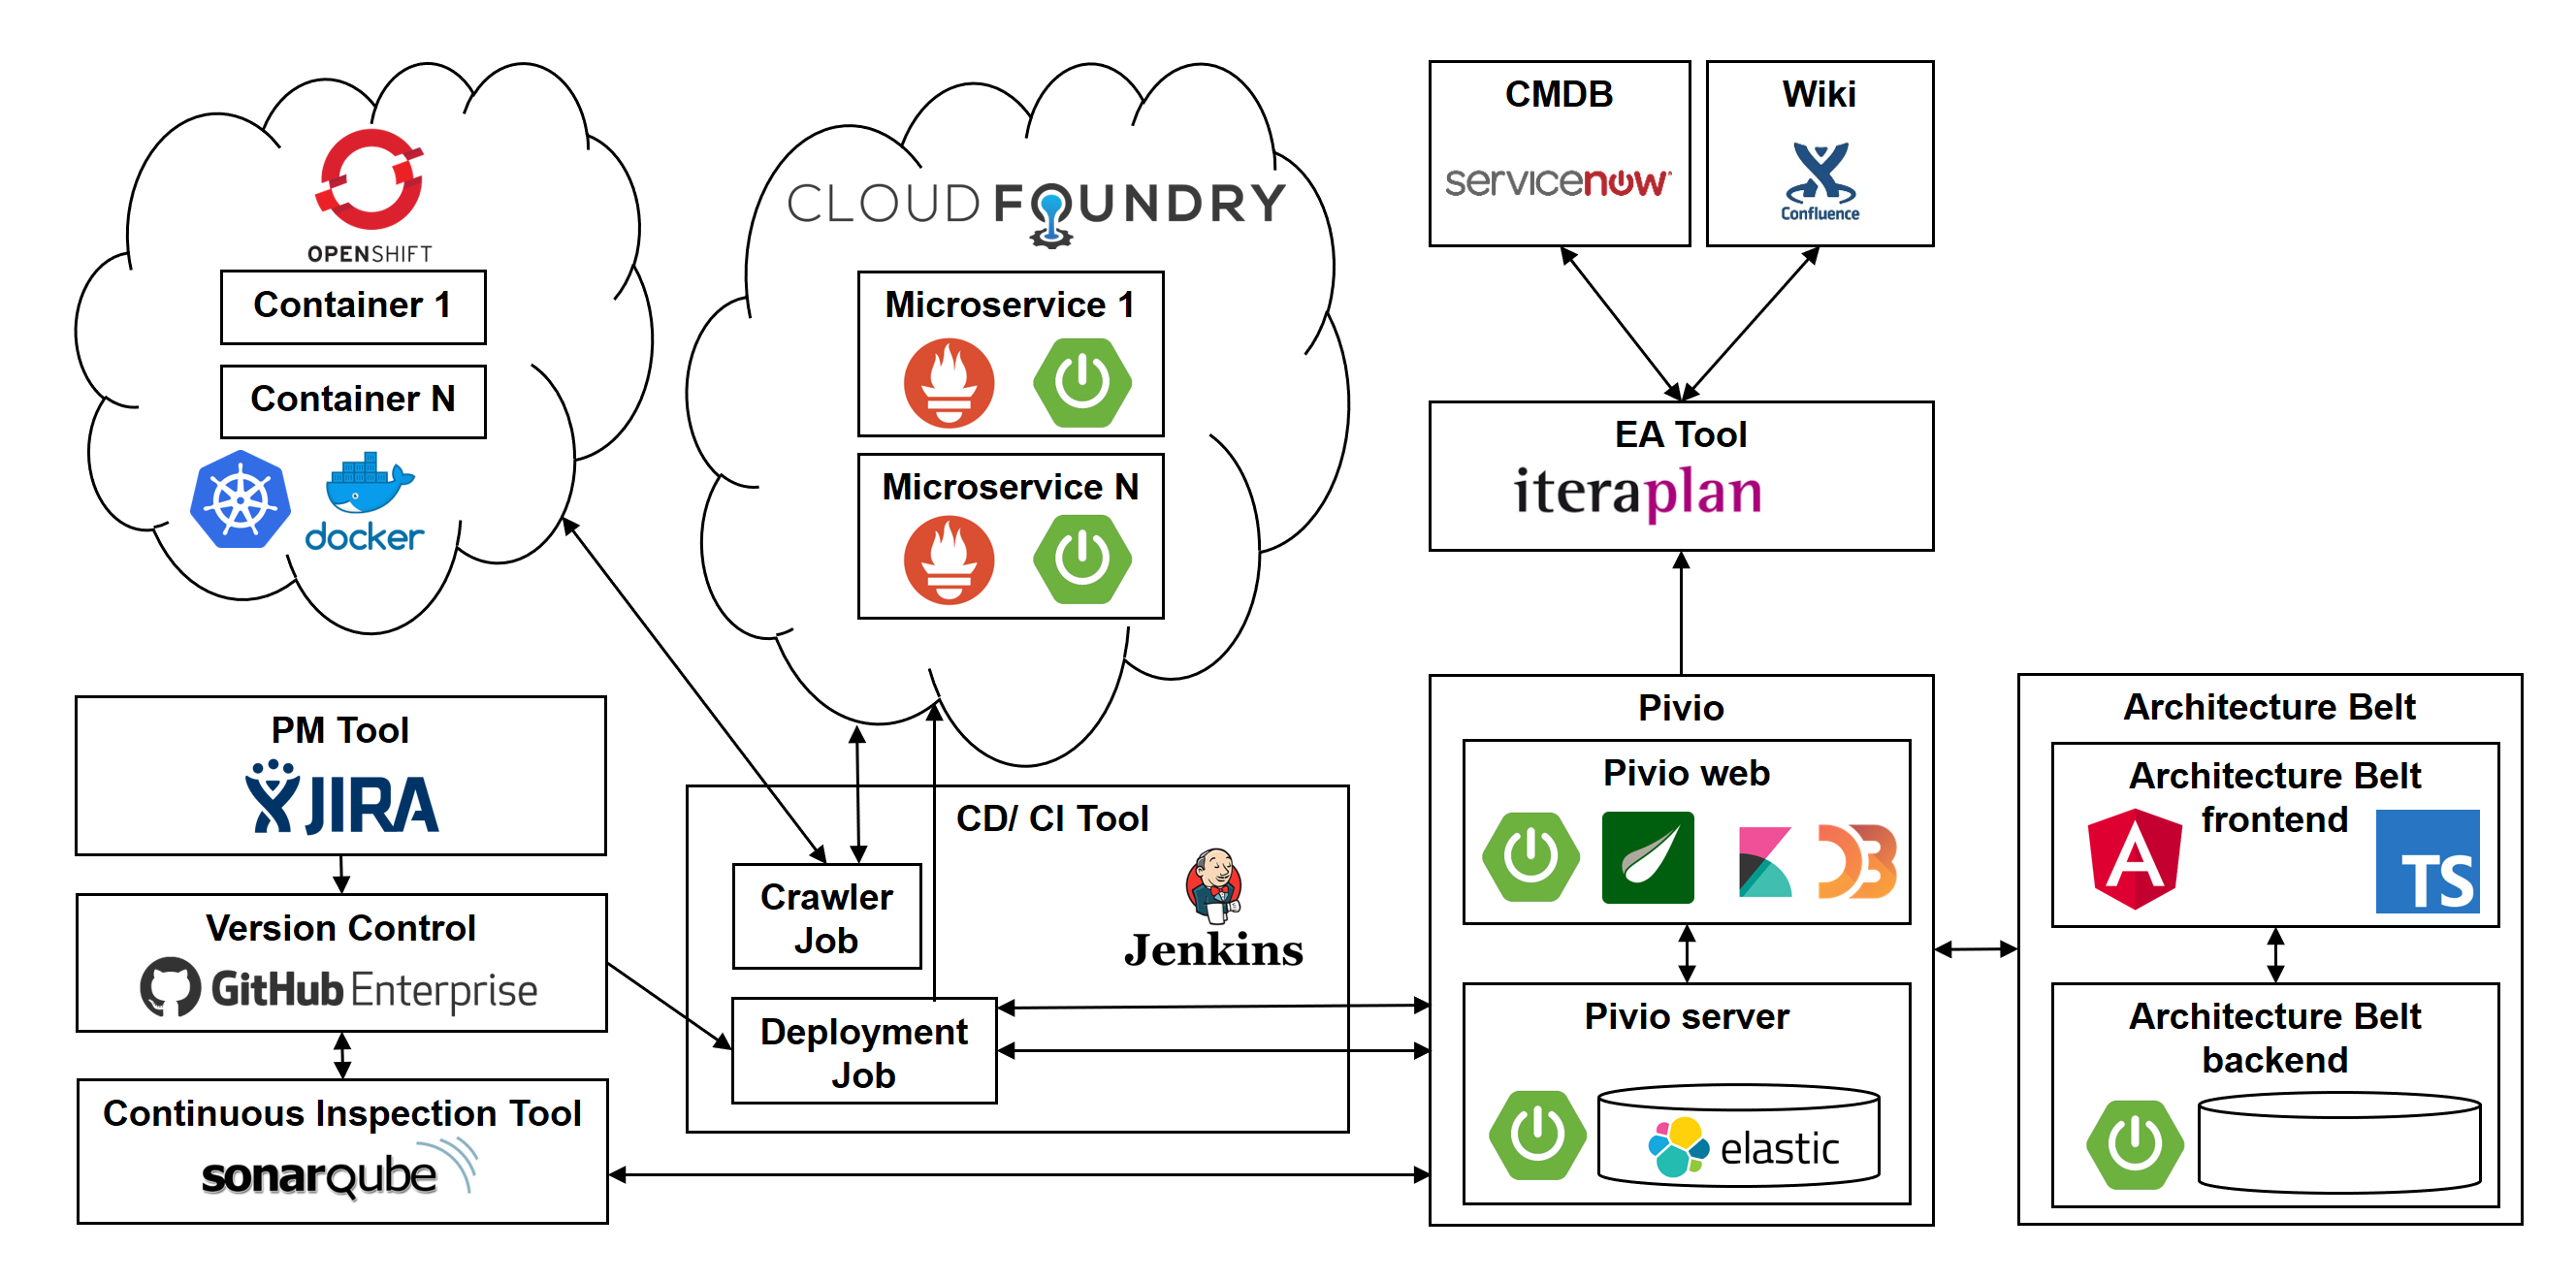 OPENSHIFT
Container 1
Container N
docker
CLOUD FOUNDRY
Microservice 1
Microservice N
CMDB
servicenow
Wiki
Confluence
EA Tool
iteraplan
PM Tool
JIRA
Version Control
GitHub Enterprise
Continuous Inspection Tool
sonarqube
CD/ CI Tool
Jenkins
Crawler
Job
Deployment
Job
Pivio
Pivio web
D3
Pivio server
elastic
Architecture Belt
Architecture Belt
frontend
A
TS
Architecture Belt
backend